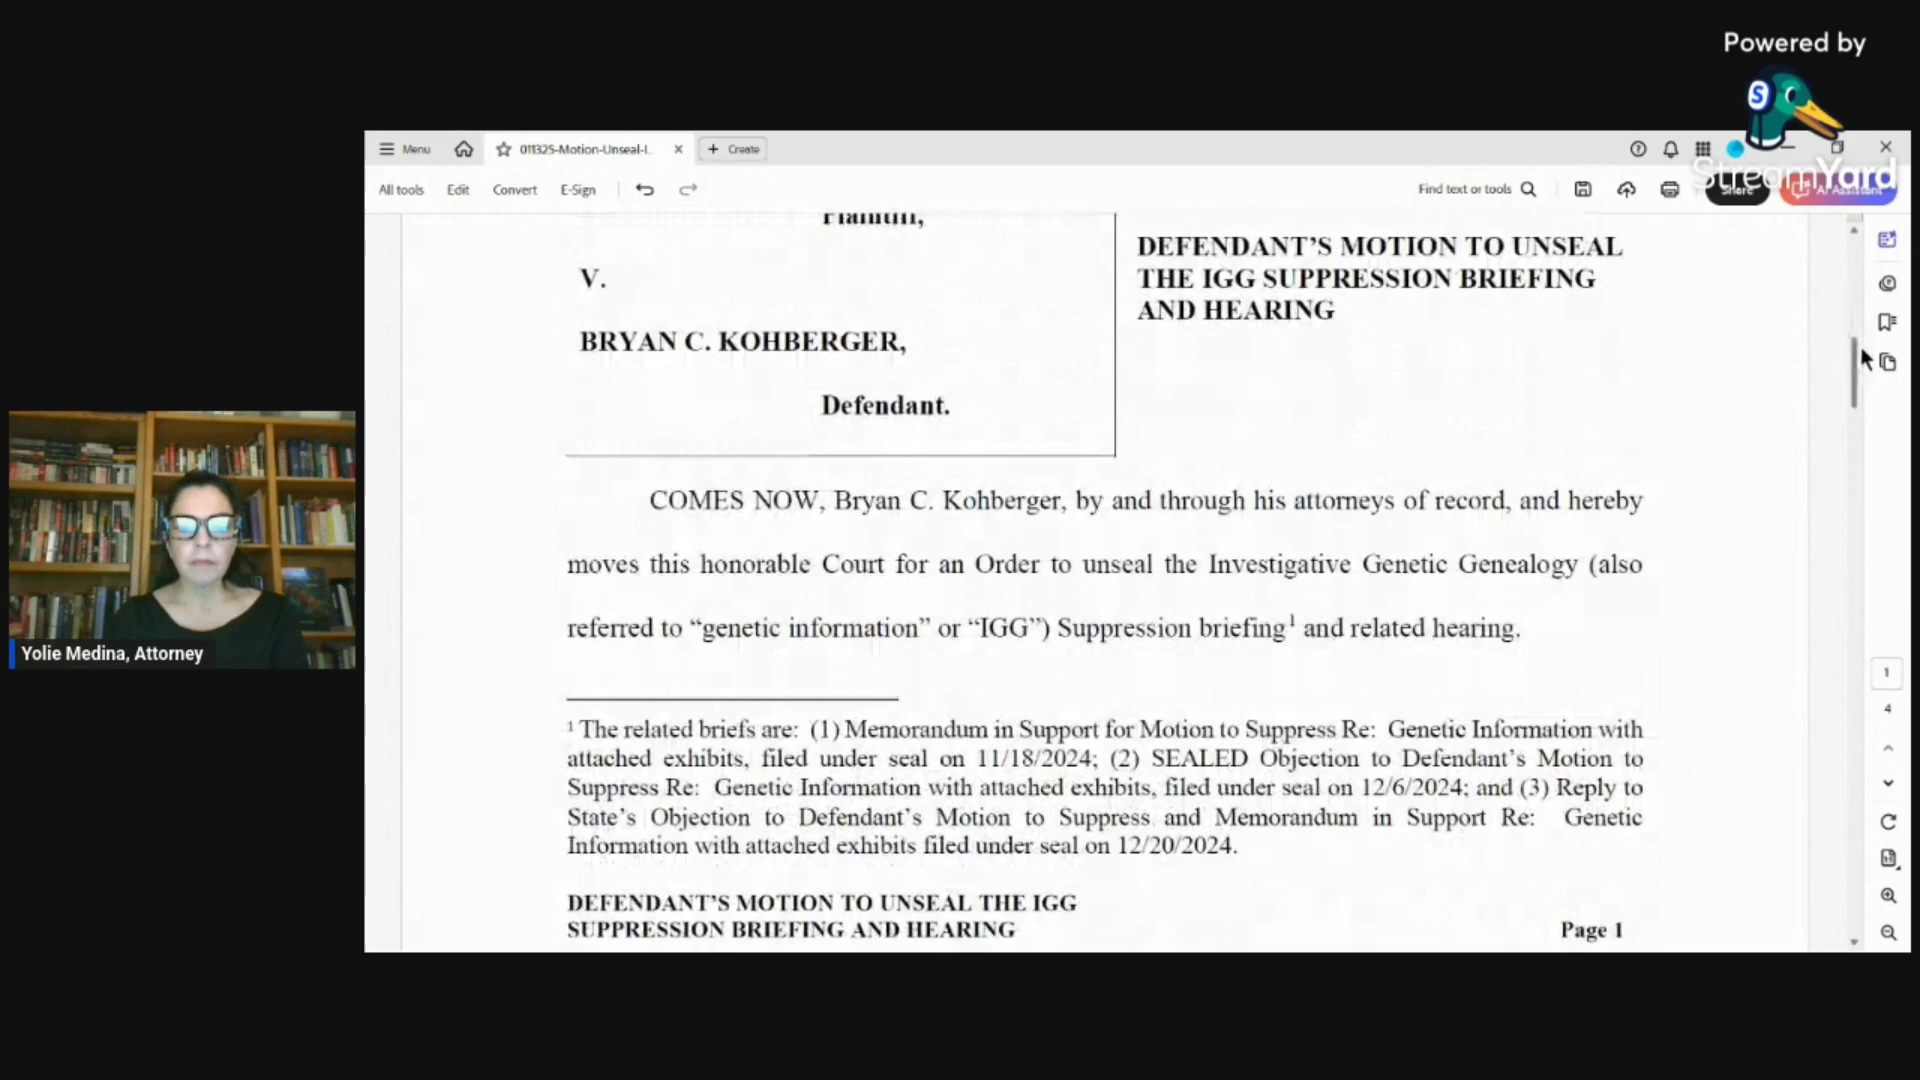 Powered by
StreamYard
Menu
011325-Motion-Unseal-I...
Create
All tools
Edit
Convert
E-Sign
Find text or tools
Share
AI Assistant
Plaintiff,
V.
BRYAN C. KOHBERGER,
Defendant.
DEFENDANT’S MOTION TO UNSEAL
THE IGG SUPPRESSION BRIEFING
AND HEARING
COMES NOW, Bryan C. Kohberger, by and through his attorneys of record, and hereby
moves this honorable Court for an Order to unseal the Investigative Genetic Genealogy (also
referred to “genetic information” or “IGG”) Suppression briefing¹ and related hearing.
¹ The related briefs are: (1) Memorandum in Support for Motion to Suppress Re: Genetic Information with
attached exhibits, filed under seal on 11/18/2024; (2) SEALED Objection to Defendant’s Motion to
Suppress Re: Genetic Information with attached exhibits, filed under seal on 12/6/2024; and (3) Reply to
State’s Objection to Defendant’s Motion to Suppress and Memorandum in Support Re: Genetic
Information with attached exhibits filed under seal on 12/20/2024.
DEFENDANT’S MOTION TO UNSEAL THE IGG
SUPPRESSION BRIEFING AND HEARING
Page 1
1
4
Yolie Medina, Attorney